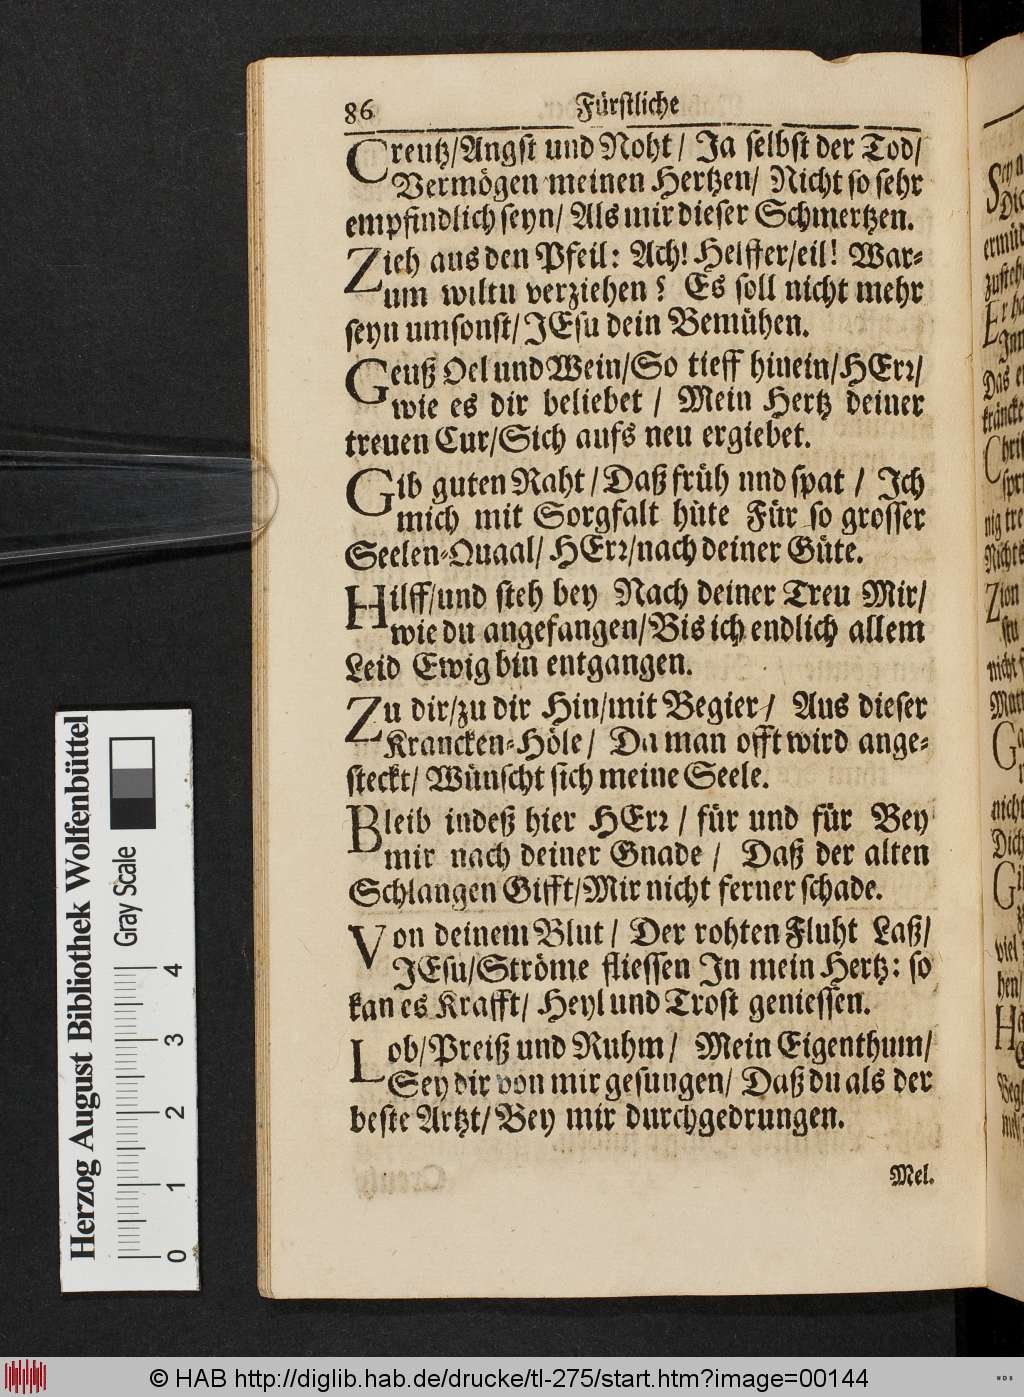 86 Fürstliche
Creutz/Angst und Noht / Ja selbst der Tod/
Vermögen meinen Hertzen/ Nicht so sehr
empfindlich seyn/ Als mir dieser Schmertzen.
Zieh aus den Pfeil: Ach! Helffer/eil! War-
um wiltu verziehen? Es soll nicht mehr
seyn umsonst/ JEsu dein Bemühen.
Geuß Oel und Wein/So tieff hinein/HErr/
wie es dir beliebet / Mein Hertz deiner
treuen Cur/Sich aufs neu ergiebet.
Gib guten Raht / Daß früh und spat / Ich
mich mit Sorgfalt hüte Für so grosser
Seelen-Quaal/ HErr/nach deiner Güte.
Hilff/und steh bey Nach deiner Treu Mir/
wie du angefangen/Bis ich endlich allem
Leid Ewig bin entgangen.
Zu dir/zu dir Hin/mit Begier / Aus dieser
Krancken-Höle / Da man offt wird ange-
steckt/ Wünscht sich meine Seele.
Bleib indeß hier HErr / für und für Bey
mir nach deiner Gnade / Daß der alten
Schlangen Gifft/Mir nicht ferner schade.
Von deinem Blut / Der rohten Fluht Laß/
JEsu/Ströme fliessen In mein Hertz: so
kan es Krafft/ Heyl und Trost geniessen.
Lob/Preiß und Ruhm / Mein Eigenthum/
Sey dir von mir gesungen/ Daß du als der
beste Artzt/ Bey mir durchgedrungen.
Mel.
Herzog August Bibliothek Wolfenbüttel
Gray Scale
0 1 2 3 4
© HAB http://diglib.hab.de/drucke/tl-275/start.htm?image=00144